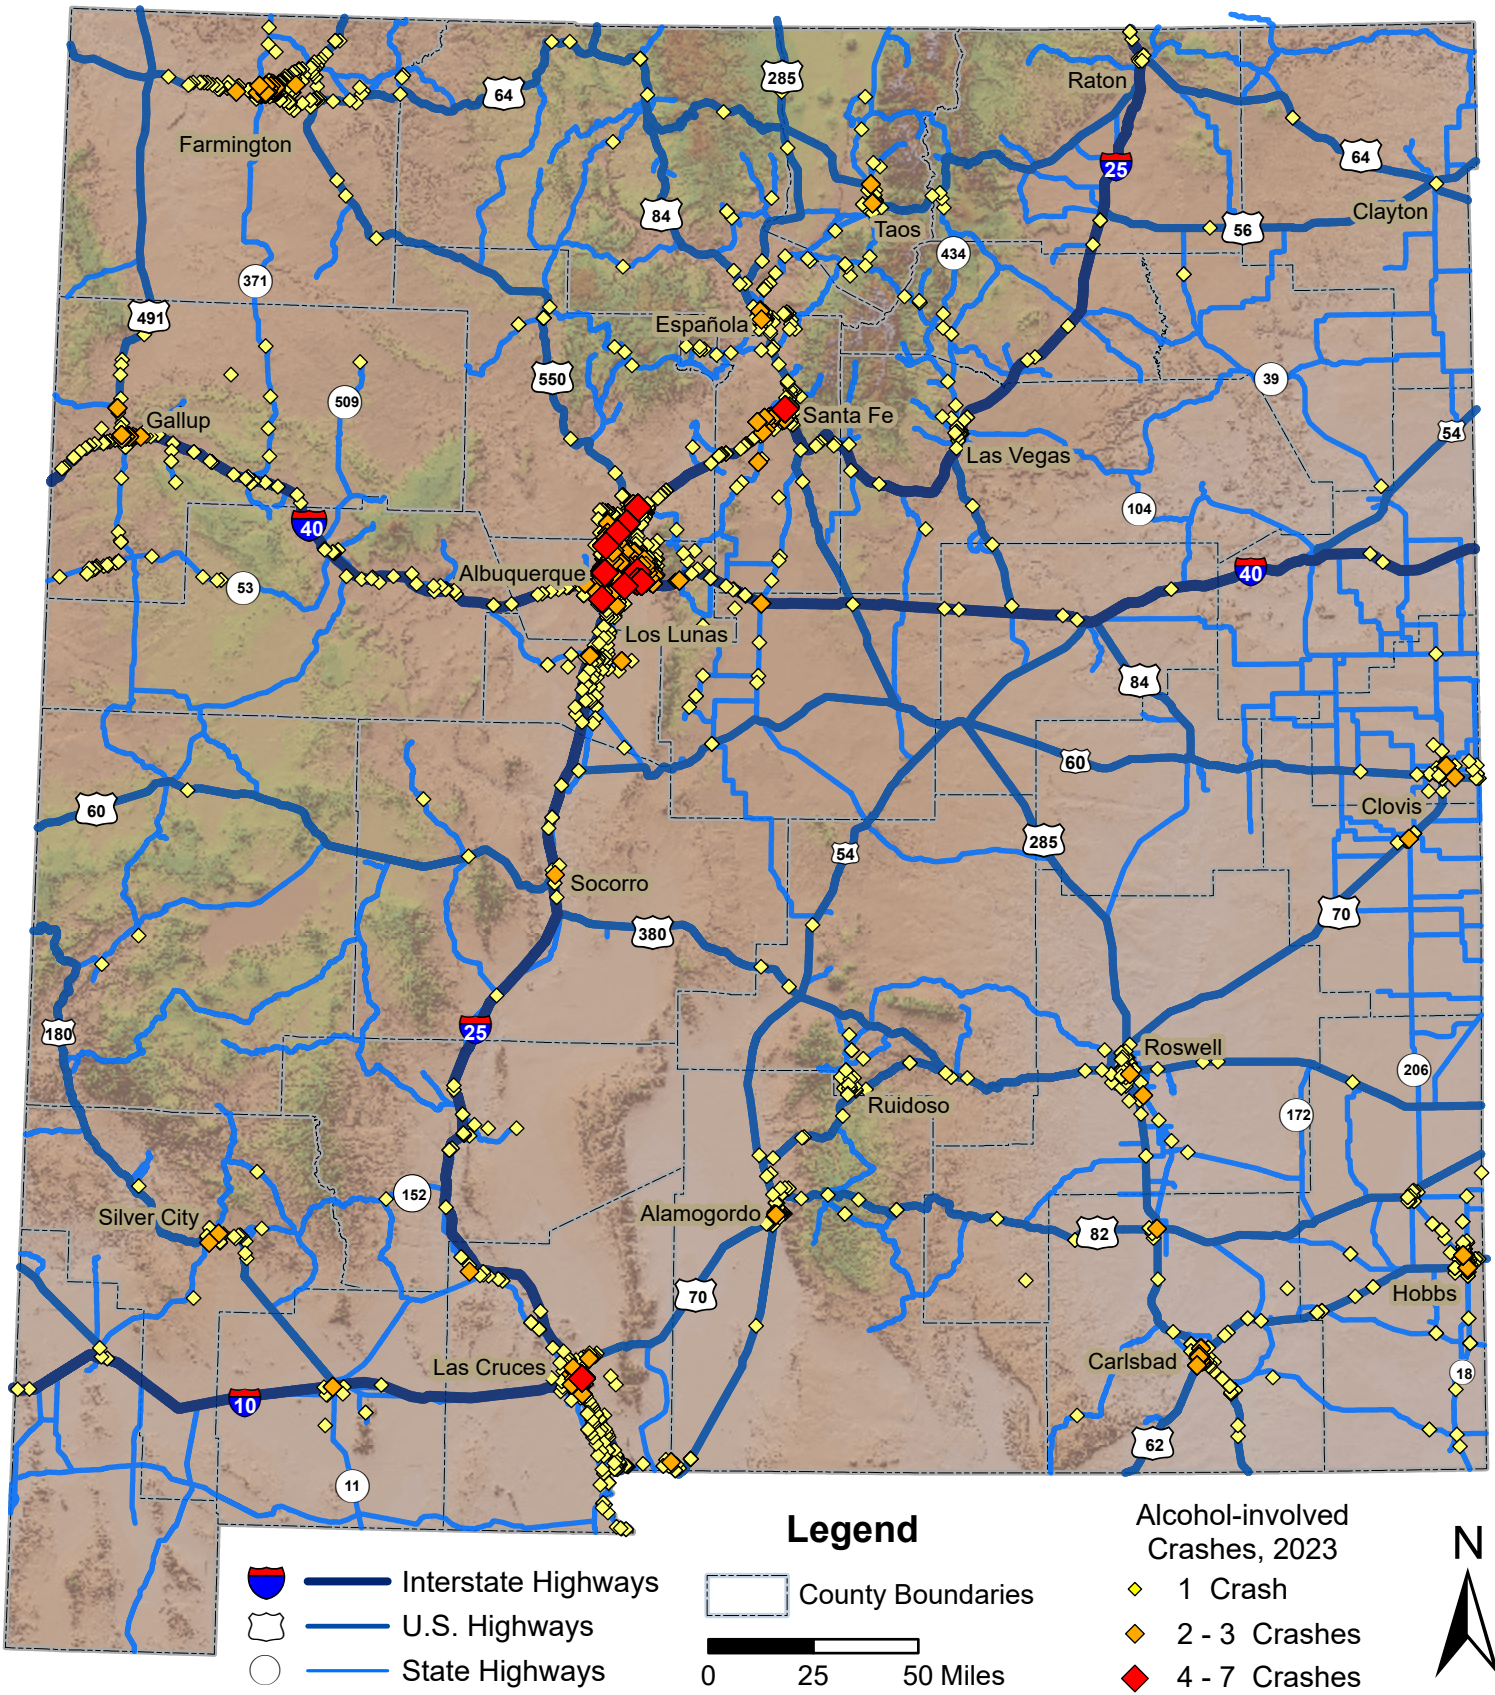 285
Raton
64
Farmington
25
64
84
Clayton
Taos
56
434
371
491
Española
550
39
509
Gallup
Santa Fe
54
Las Vegas
104
40
Albuquerque
40
53
Los Lunas
84
60
60
Clovis
54
285
Socorro
70
380
180
25
Roswell
206
Ruidoso
172
152
Silver City
Alamogordo
82
70
Hobbs
Las Cruces
Carlsbad
18
10
62
11
Legend
Interstate Highways
U.S. Highways
State Highways
County Boundaries
0 25 50 Miles
Alcohol-involved
Crashes, 2023
1 Crash
2 - 3 Crashes
4 - 7 Crashes
N